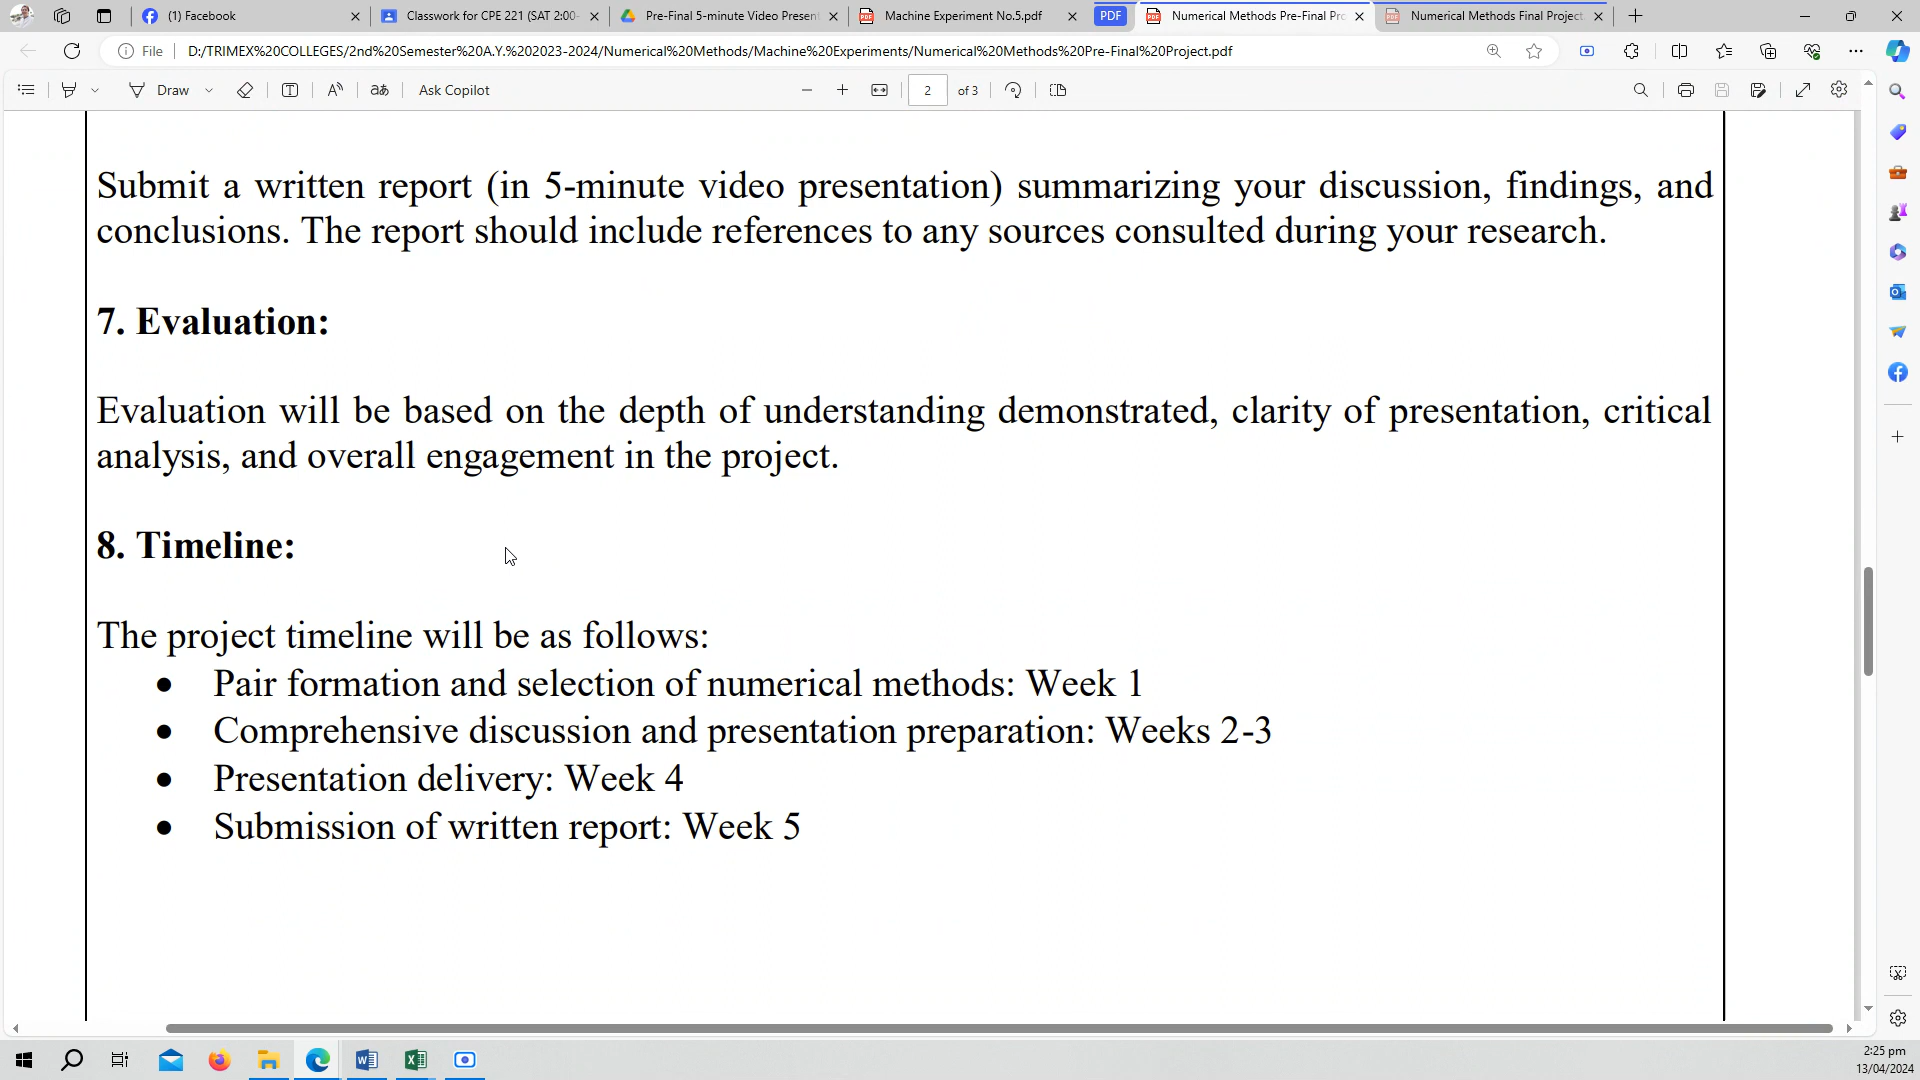 (1) Facebook
Classwork for CPE 221 (SAT 2:00-
Pre-Final 5-minute Video Present
Machine Experiment No.5.pdf
PDF
Numerical Methods Pre-Final Pro
Numerical Methods Final Project.
File
D:/TRIMEX%20COLLEGES/2nd%20Semester%20A.Y.%202023-2024/Numerical%20Methods/Machine%20Experiments/Numerical%20Methods%20Pre-Final%20Project.pdf
Draw
Ask Copilot
2
of 3
Submit a written report (in 5-minute video presentation) summarizing your discussion, findings, and
conclusions. The report should include references to any sources consulted during your research.
7. Evaluation:
Evaluation will be based on the depth of understanding demonstrated, clarity of presentation, critical
analysis, and overall engagement in the project.
8. Timeline:
The project timeline will be as follows:
• Pair formation and selection of numerical methods: Week 1
• Comprehensive discussion and presentation preparation: Weeks 2-3
• Presentation delivery: Week 4
• Submission of written report: Week 5
2:25 pm
13/04/2024